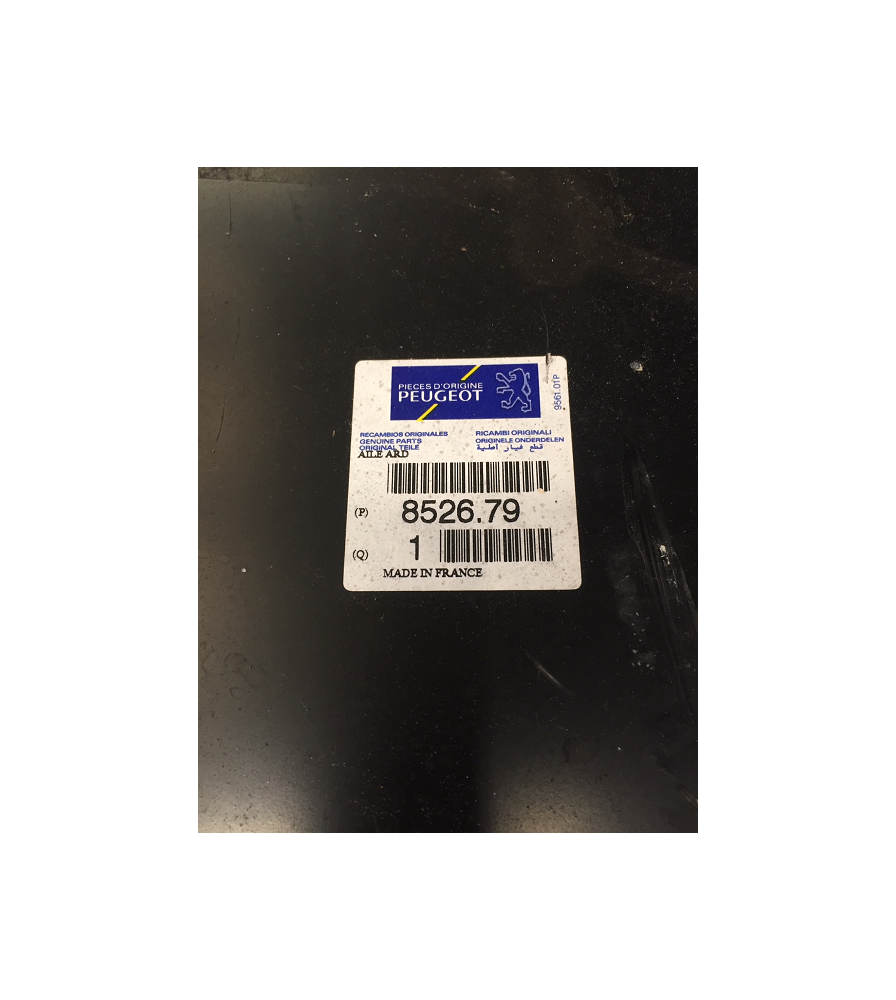 PIECES D'ORIGINE
PEUGEOT
9561.01P
RECAMBIOS ORIGINALES
GENUINE PARTS
ORIGINAL TEILE
RICAMBI ORIGINALI
ORIGINELE ONDERDELEN
قطع غيار أصلية
AILE ARD
(P) 8526.79
(Q) 1
MADE IN FRANCE